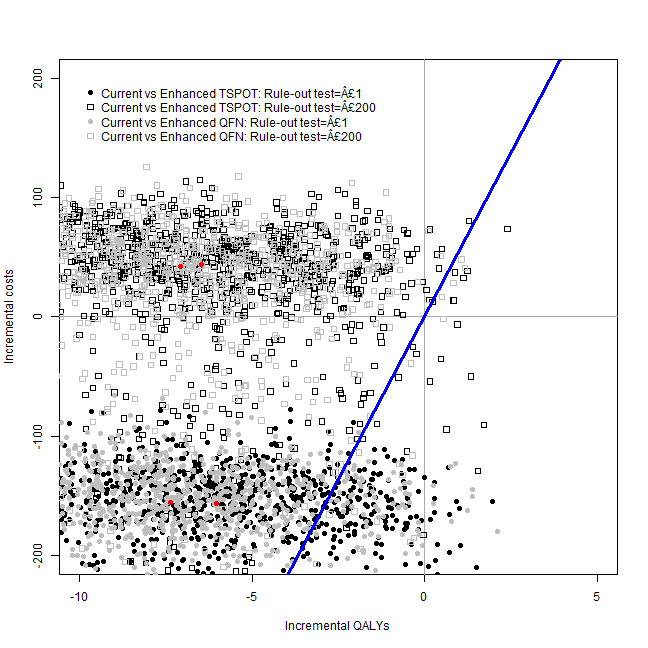 Current vs Enhanced TSPOT: Rule-out test=Â£1
Current vs Enhanced TSPOT: Rule-out test=Â£200
Current vs Enhanced QFN: Rule-out test=Â£1
Current vs Enhanced QFN: Rule-out test=Â£200
200
100
0
-100
-200
Incremental costs
-10
-5
0
5
Incremental QALYs